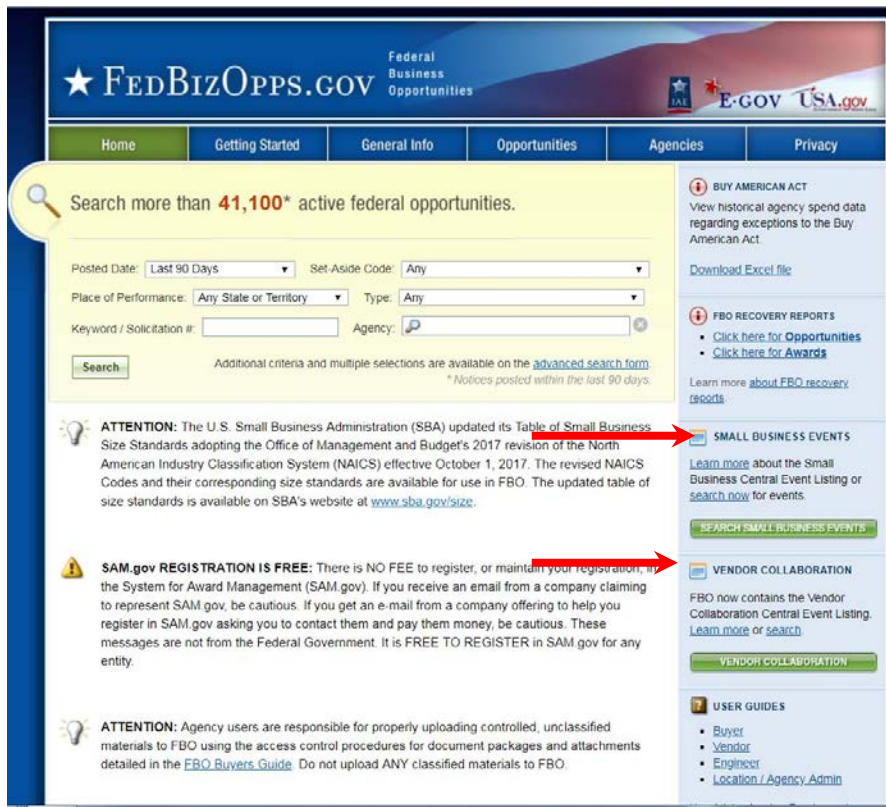 ★ FEDBIZOPPS.GOV
Federal
Business
Opportunities
IAE
E-GOV
USA.gov
Home
Getting Started
General Info
Opportunities
Agencies
Privacy
Search more than 41,100* active federal opportunities.
Posted Date: Last 90 Days
Set-Aside Code: Any
Place of Performance: Any State or Territory
Type: Any
Keyword / Solicitation #:
Agency:
Search
Additional criteria and multiple selections are available on the advanced search form.
* Notices posted within the last 90 days.
ATTENTION: The U.S. Small Business Administration (SBA) updated its Table of Small Business
Size Standards adopting the Office of Management and Budget's 2017 revision of the North
American Industry Classification System (NAICS) effective October 1, 2017. The revised NAICS
Codes and their corresponding size standards are available for use in FBO. The updated table of
size standards is available on SBA's website at www.sba.gov/size.
SAM.gov REGISTRATION IS FREE: There is NO FEE to register, or maintain your registration, in
the System for Award Management (SAM.gov). If you receive an email from a company claiming
to represent SAM.gov, be cautious. If you get an e-mail from a company offering to help you
register in SAM.gov asking you to contact them and pay them money, be cautious. These
messages are not from the Federal Government. It is FREE TO REGISTER in SAM.gov for any
entity.
ATTENTION: Agency users are responsible for properly uploading controlled, unclassified
materials to FBO using the access control procedures for document packages and attachments
detailed in the FBO Buyers Guide. Do not upload ANY classified materials to FBO.
BUY AMERICAN ACT
View historical agency spend data
regarding exceptions to the Buy
American Act.
Download Excel file
FBO RECOVERY REPORTS
• Click here for Opportunities
• Click here for Awards
Learn more about FBO recovery
reports.
SMALL BUSINESS EVENTS
Learn more about the Small
Business Central Event Listing or
search now for events.
SEARCH SMALL BUSINESS EVENTS
VENDOR COLLABORATION
FBO now contains the Vendor
Collaboration Central Event Listing.
Learn more or search.
VENDOR COLLABORATION
USER GUIDES
• Buyer
• Vendor
• Engineer
• Location / Agency Admin